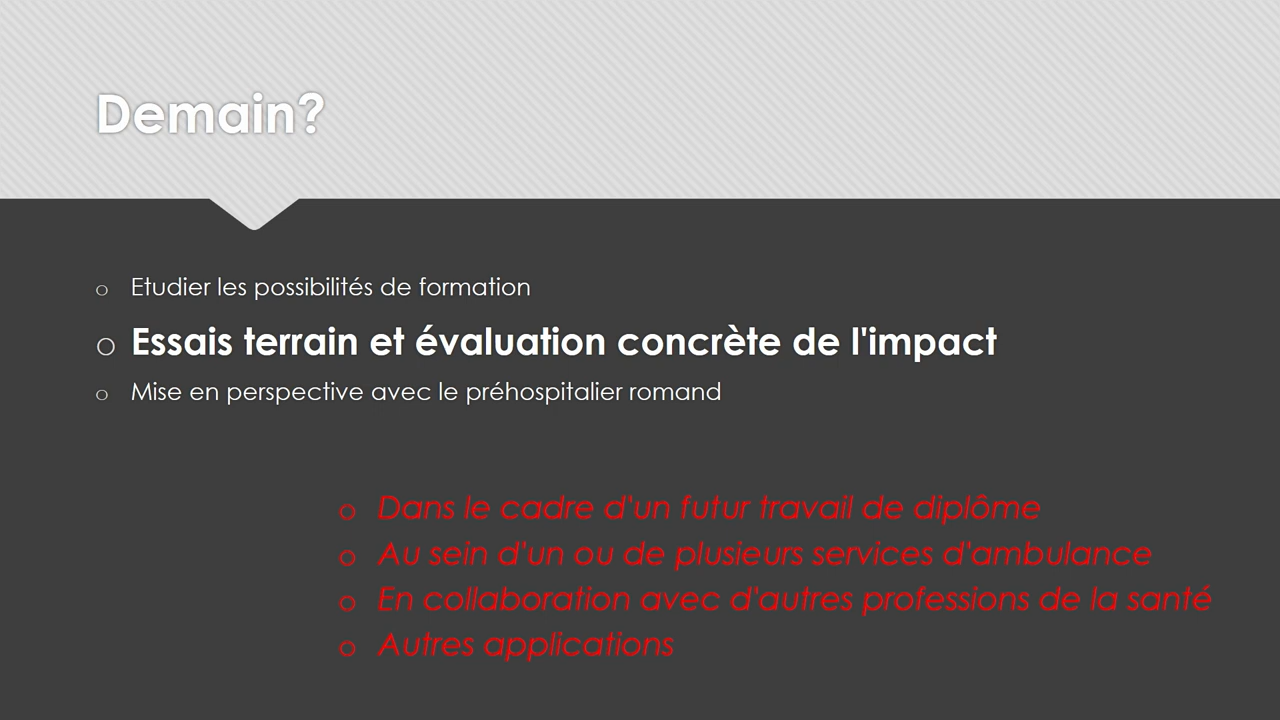 Demain?
o Etudier les possibilités de formation
o Essais terrain et évaluation concrète de l'impact
o Mise en perspective avec le préhospitalier romand
o Dans le cadre d'un futur travail de diplôme
o Au sein d'un ou de plusieurs services d'ambulance
o En collaboration avec d'autres professions de la santé
o Autres applications